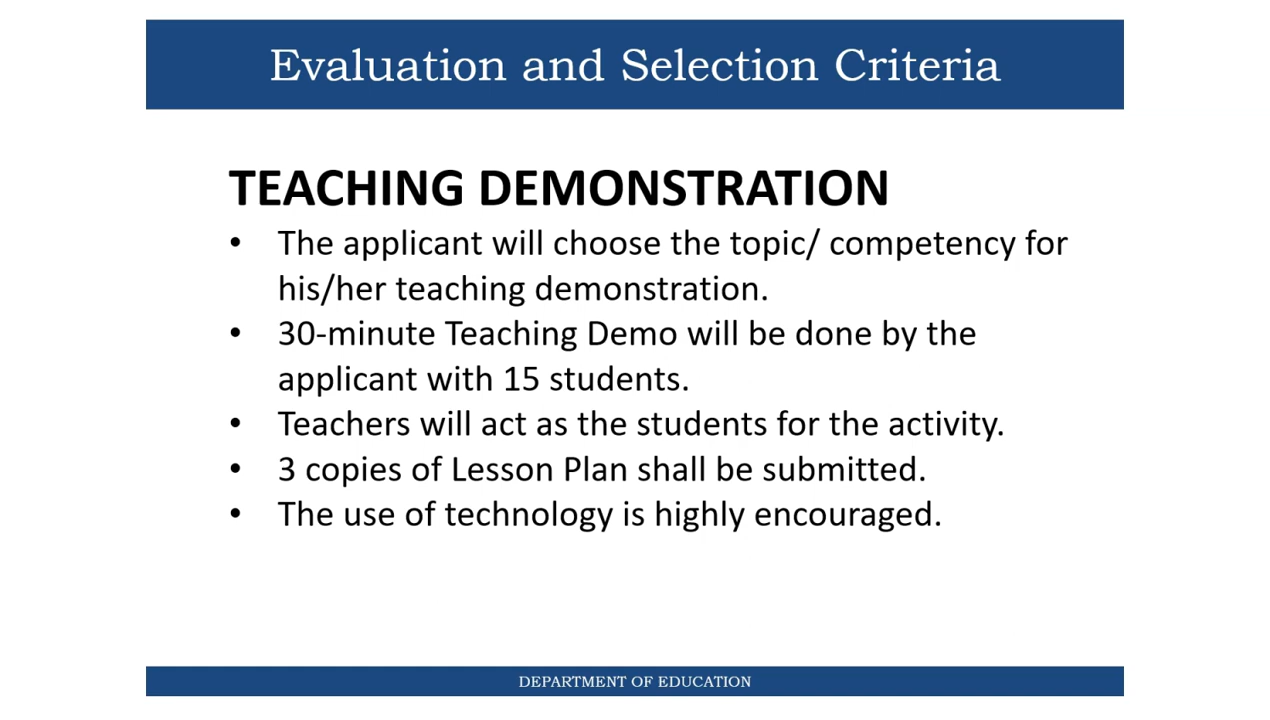 Evaluation and Selection Criteria
TEACHING DEMONSTRATION
• The applicant will choose the topic/ competency for
his/her teaching demonstration.
• 30-minute Teaching Demo will be done by the
applicant with 15 students.
• Teachers will act as the students for the activity.
• 3 copies of Lesson Plan shall be submitted.
• The use of technology is highly encouraged.
DEPARTMENT OF EDUCATION